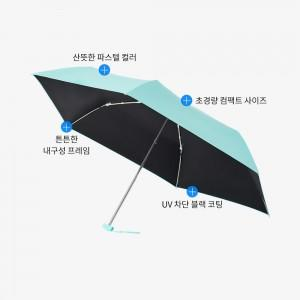 산뜻한 파스텔 컬러
초경량 컴팩트 사이즈
튼튼한
내구성 프레임
UV 차단 블랙 코팅